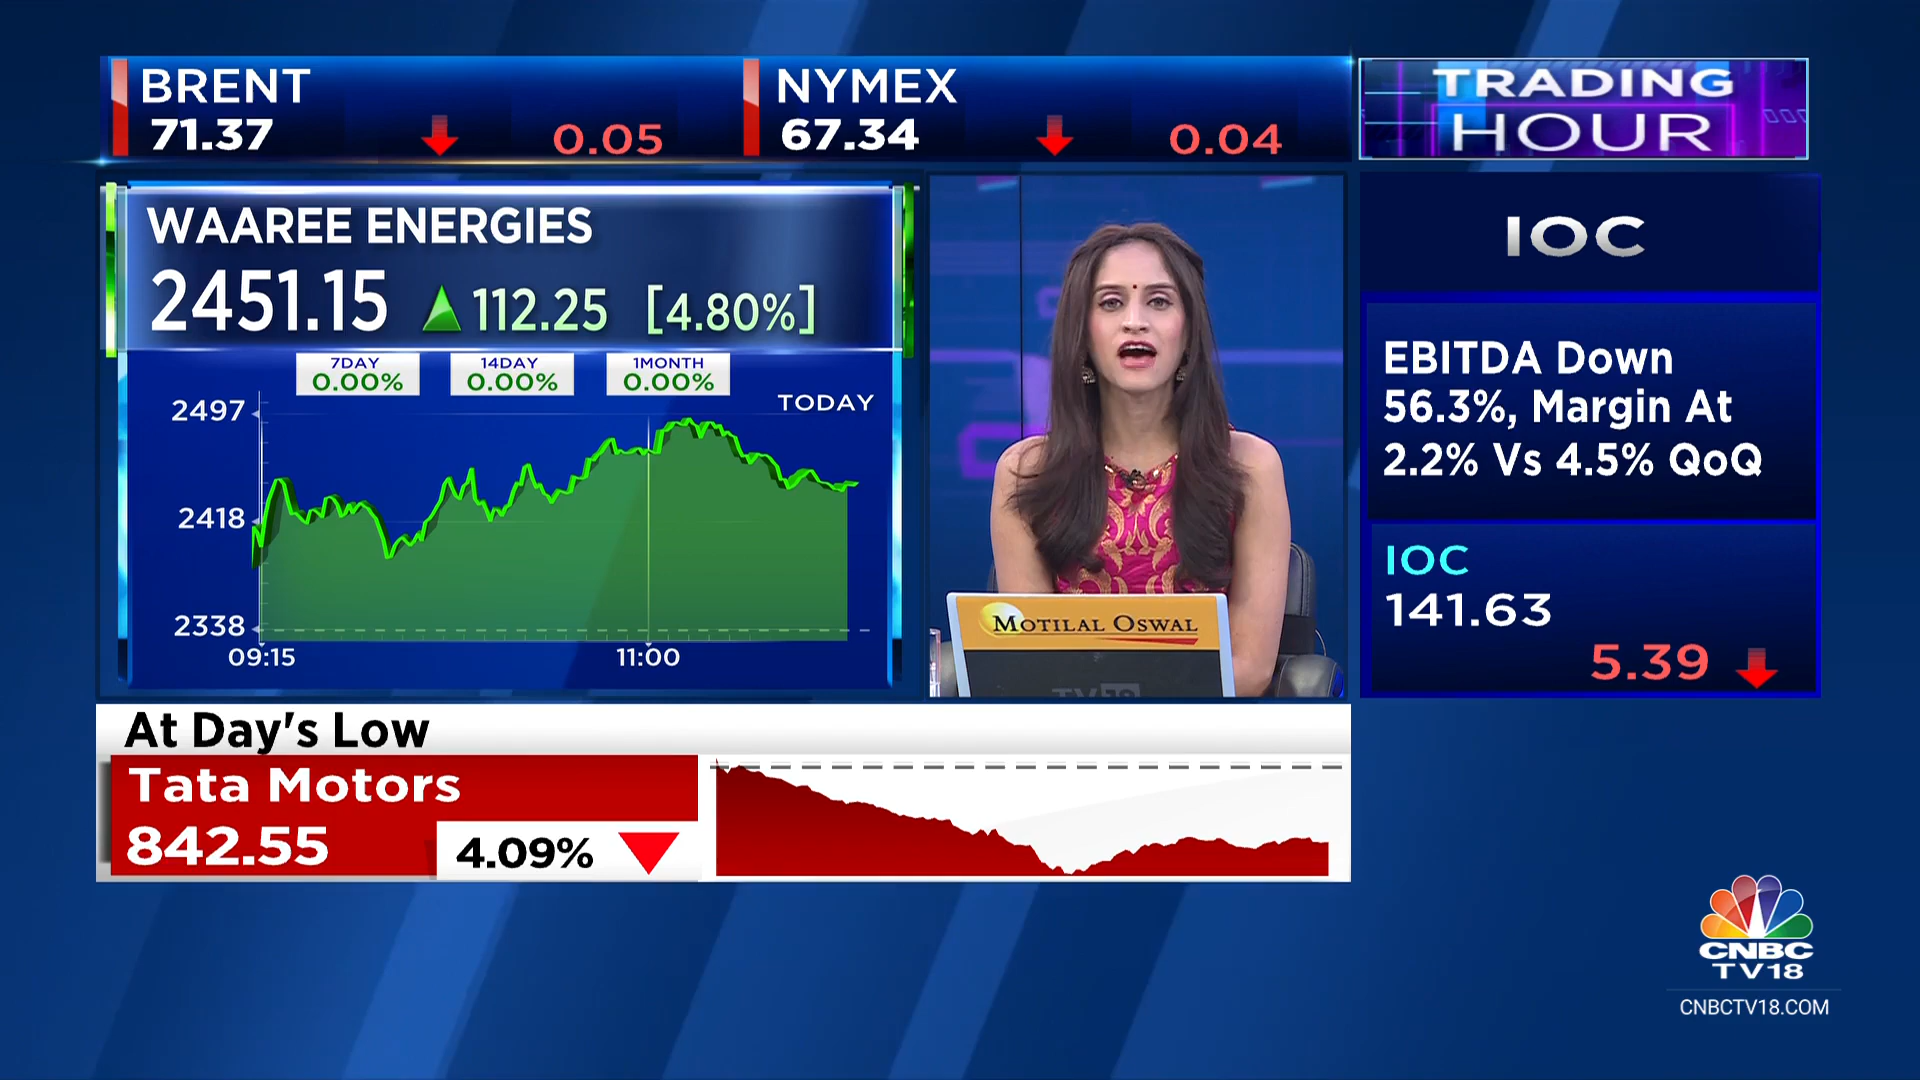 BRENT
71.37 0.05
NYMEX
67.34 0.04
TRADING
HOUR
WAAREE ENERGIES
2451.15 112.25 [4.80%]
7DAY
0.00%
14DAY
0.00%
1MONTH
0.00%
TODAY
2497
2418
2338
09:15 11:00
MOTILAL OSWAL
TV18
IOC
EBITDA Down
56.3%, Margin At
2.2% Vs 4.5% QoQ
IOC
141.63
5.39
At Day's Low
Tata Motors
842.55
4.09%
CNBC
TV18
CNBCTV18.COM